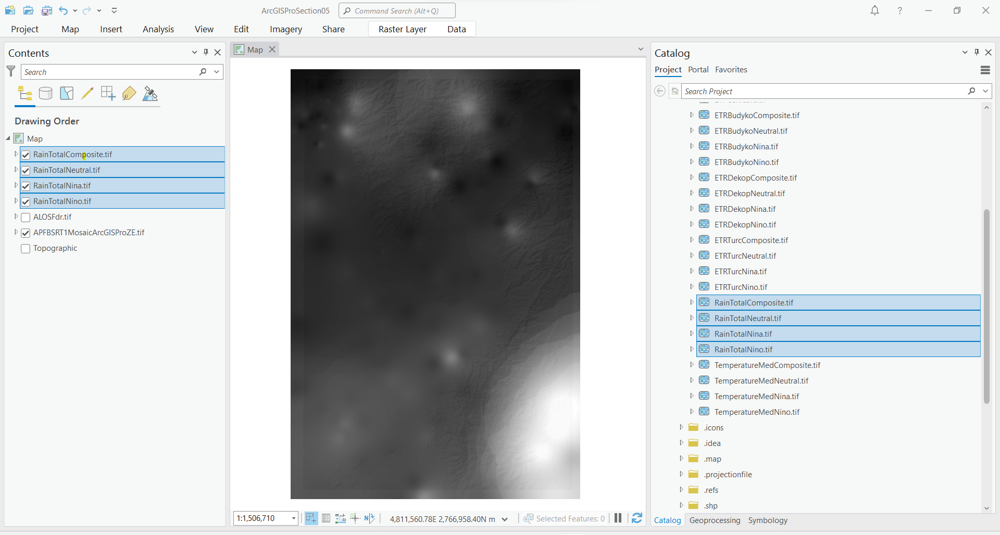 ArcGISProSection05
Command Search (Alt+Q)
?
Project Map Insert Analysis View Edit Imagery Share Raster Layer Data
Contents
Search
Drawing Order
Map
RainTotalComposite.tif
RainTotalNeutral.tif
RainTotalNina.tif
RainTotalNino.tif
ALOSFdr.tif
APFBSRT1MosaicArcGISProZE.tif
Topographic
Map
1:1,506,710
4,811,560.78E 2,766,958.40N m
Selected Features: 0
Catalog
Project Portal Favorites
Search Project
ETRBudykoComposite.tif
ETRBudykoNeutral.tif
ETRBudykoNina.tif
ETRBudykoNino.tif
ETRDekopComposite.tif
ETRDekopNeutral.tif
ETRDekopNina.tif
ETRDekopNino.tif
ETRTurcComposite.tif
ETRTurcNeutral.tif
ETRTurcNina.tif
ETRTurcNino.tif
RainTotalComposite.tif
RainTotalNeutral.tif
RainTotalNina.tif
RainTotalNino.tif
TemperatureMedComposite.tif
TemperatureMedNeutral.tif
TemperatureMedNina.tif
TemperatureMedNino.tif
.icons
.idea
.map
.projectionfile
.refs
.shp
Catalog Geoprocessing Symbology